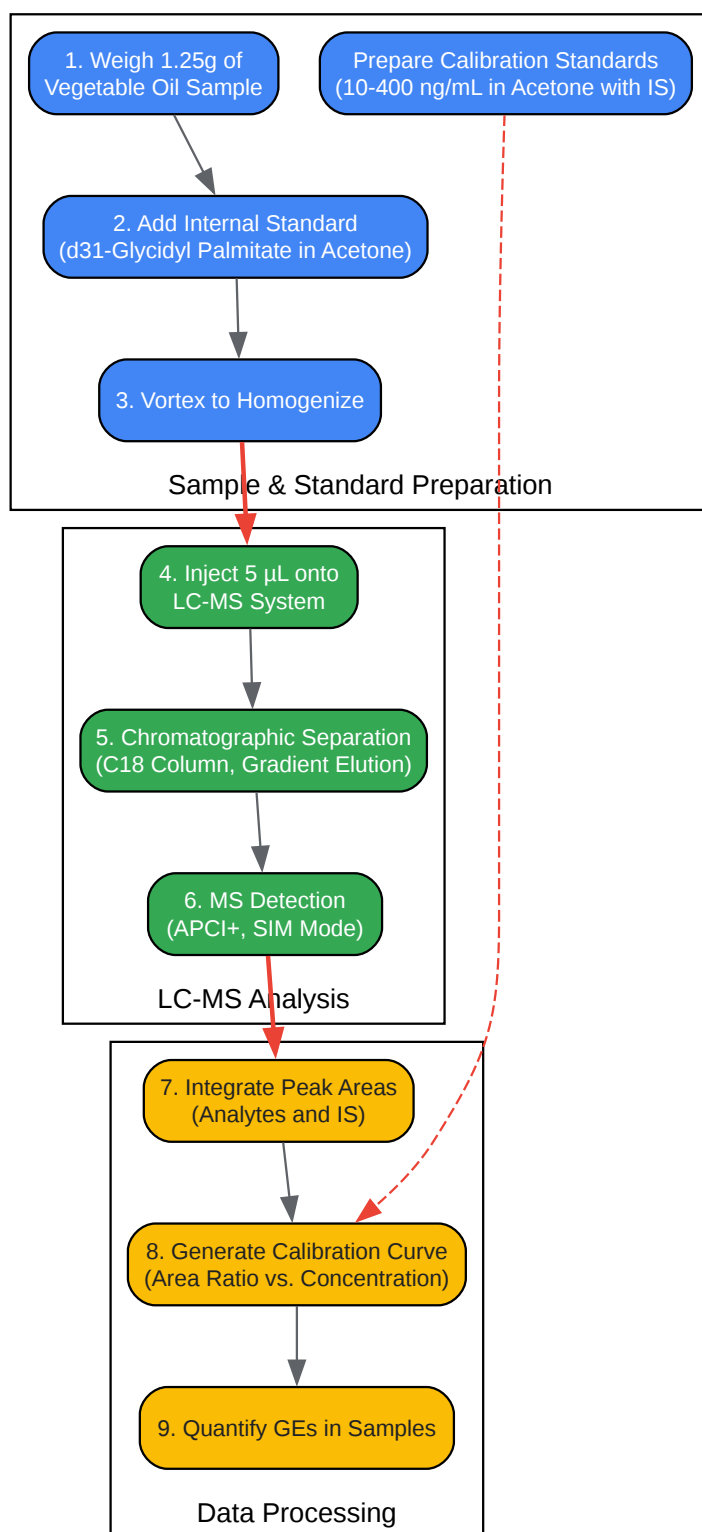 1. Weigh 1.25g of
Vegetable Oil Sample
Prepare Calibration Standards
(10-400 ng/mL in Acetone with IS)
2. Add Internal Standard
(d31-Glycidyl Palmitate in Acetone)
3. Vortex to Homogenize
Sample & Standard Preparation
4. Inject 5 µL onto
LC-MS System
5. Chromatographic Separation
(C18 Column, Gradient Elution)
6. MS Detection
(APCI+, SIM Mode)
LC-MS Analysis
7. Integrate Peak Areas
(Analytes and IS)
8. Generate Calibration Curve
(Area Ratio vs. Concentration)
9. Quantify GEs in Samples
Data Processing